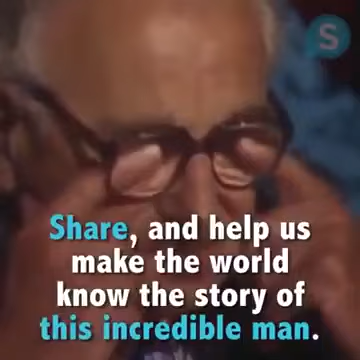 S
Share, and help us
make the world
know the story of
this incredible man.